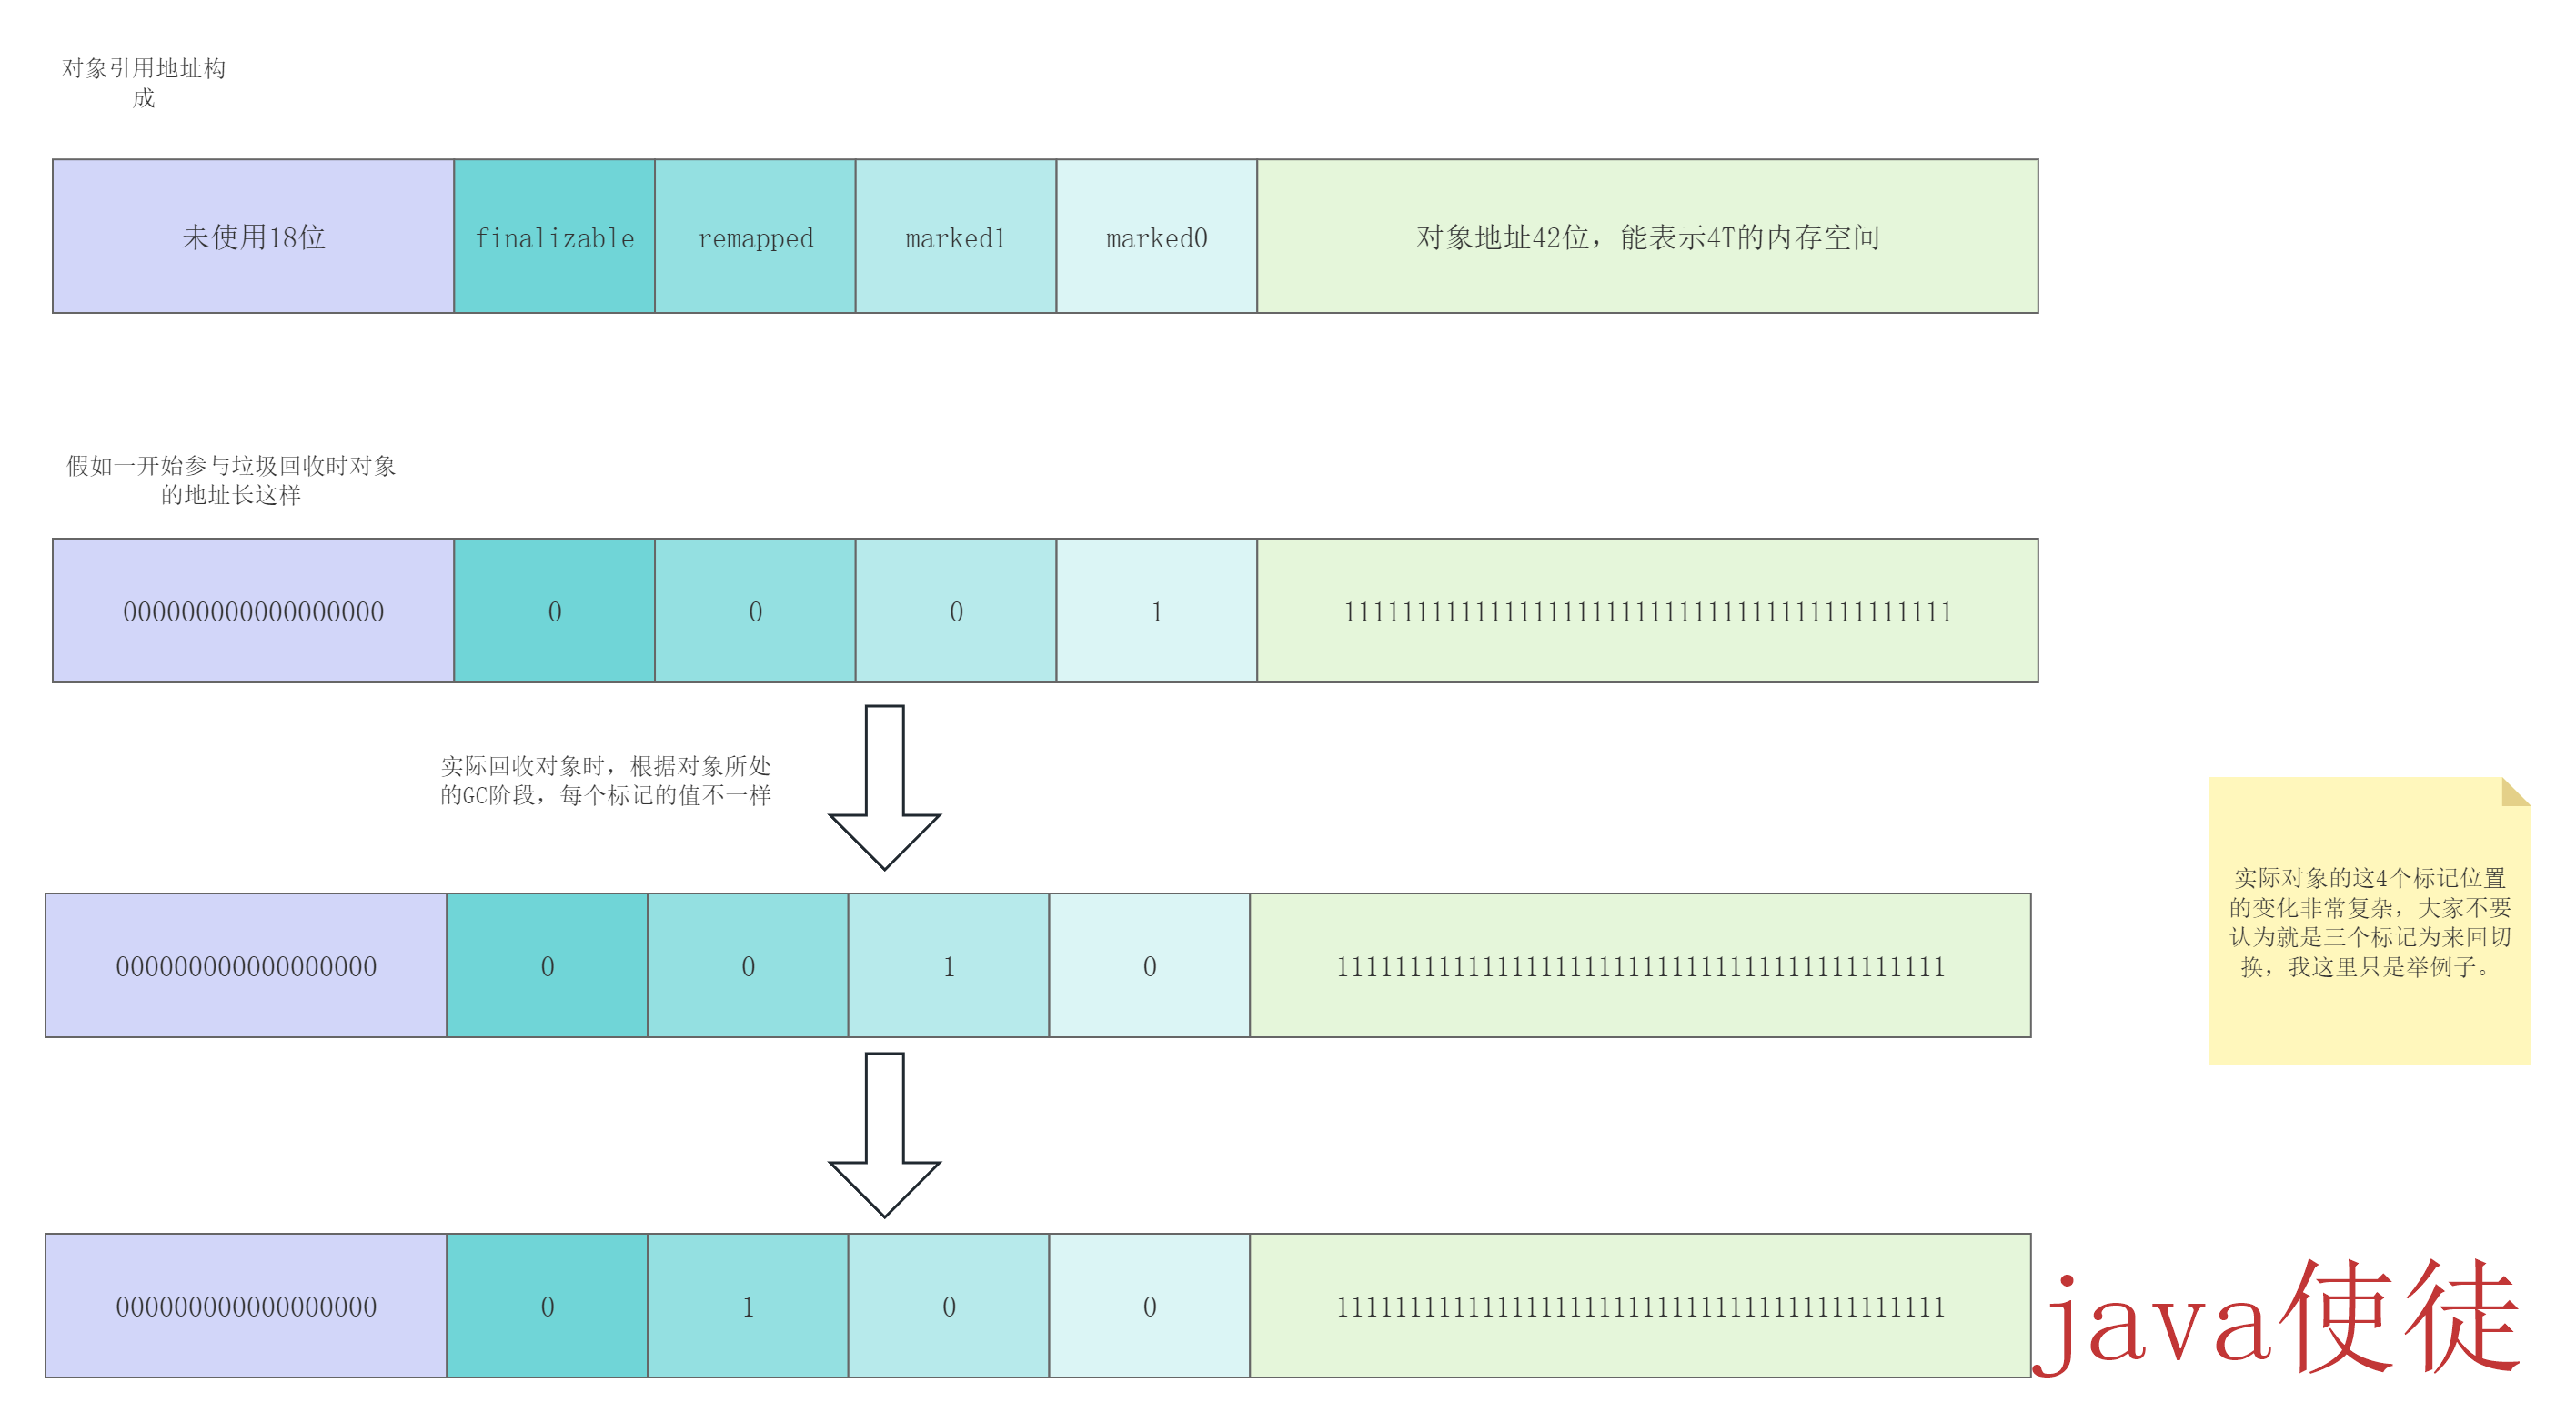 对象引用地址构
成
未使用18位
finalizable
remapped
marked1
marked0
对象地址42位，能表示4T的内存空间
假如一开始参与垃圾回收时对象
的地址长这样
000000000000000000
0
0
0
1
111111111111111111111111111111111111111111
实际回收对象时，根据对象所处
的GC阶段，每个标记的值不一样
000000000000000000
0
0
1
0
111111111111111111111111111111111111111111
实际对象的这4个标记位置
的变化非常复杂，大家不要
认为就是三个标记为来回切
换，我这里只是举例子。
000000000000000000
0
1
0
0
111111111111111111111111111111111111111111
java使徒